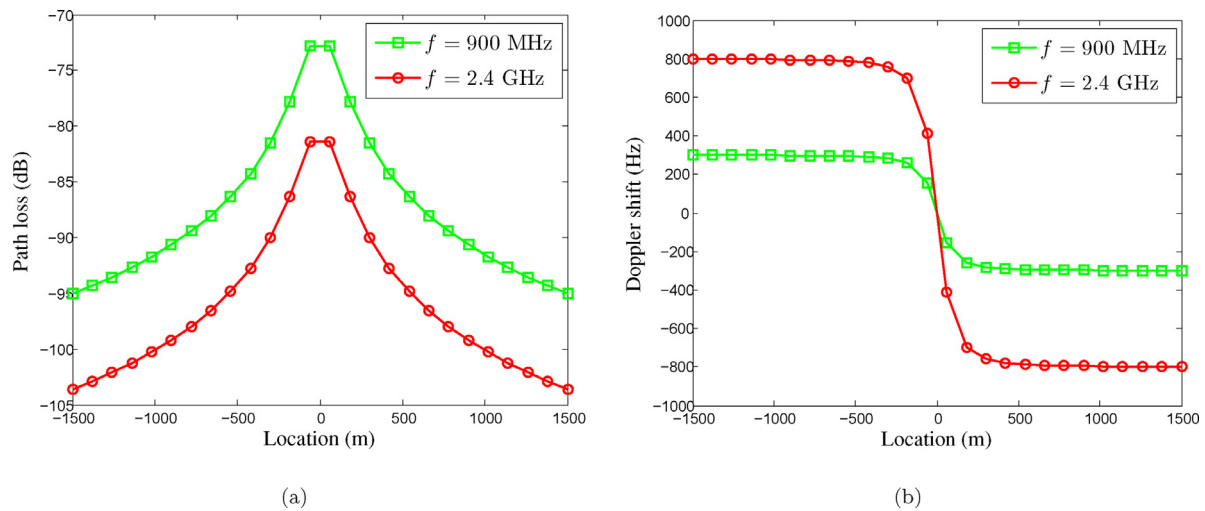 −70
−75
−80
−85
−90
−95
−100
−105
Path loss (dB)
−1500 −1000 −500 0 500 1000 1500
Location (m)
f = 900 MHz
f = 2.4 GHz
(a)
1000
800
600
400
200
0
−200
−400
−600
−800
−1000
Doppler shift (Hz)
−1500 −1000 −500 0 500 1000 1500
Location (m)
f = 900 MHz
f = 2.4 GHz
(b)